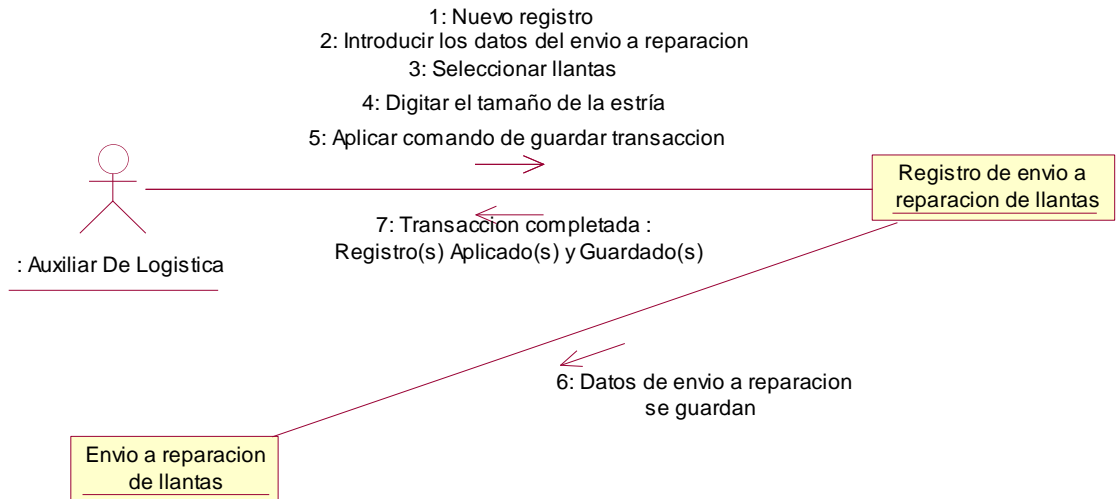 1: Nuevo registro
2: Introducir los datos del envio a reparacion
3: Seleccionar llantas
4: Digitar el tamaño de la estría
5: Aplicar comando de guardar transaccion
Registro de envio a
reparacion de llantas
7: Transaccion completada :
Registro(s) Aplicado(s) y Guardado(s)
: Auxiliar De Logistica
6: Datos de envio a reparacion
se guardan
Envio a reparacion
de llantas